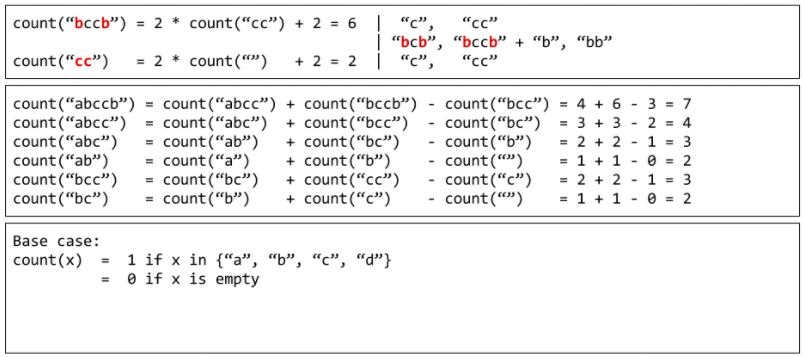 count(“bccb”) = 2 * count(“cc”) + 2 = 6 | “c”, “cc”
| “bcb”, “bccb” + “b”, “bb”
count(“cc”) = 2 * count(“”) + 2 = 2 | “c”, “cc”
count(“abccb”) = count(“abcc”) + count(“bccb”) - count(“bcc”) = 4 + 6 - 3 = 7
count(“abcc”) = count(“abc”) + count(“bcc”) - count(“bc”) = 3 + 3 - 2 = 4
count(“abc”) = count(“ab”) + count(“bc”) - count(“b”) = 2 + 2 - 1 = 3
count(“ab”) = count(“a”) + count(“b”) - count(“”) = 1 + 1 - 0 = 2
count(“bcc”) = count(“bc”) + count(“cc”) - count(“c”) = 2 + 2 - 1 = 3
count(“bc”) = count(“b”) + count(“c”) - count(“”) = 1 + 1 - 0 = 2
Base case:
count(x) = 1 if x in {“a”, “b”, “c”, “d”}
= 0 if x is empty